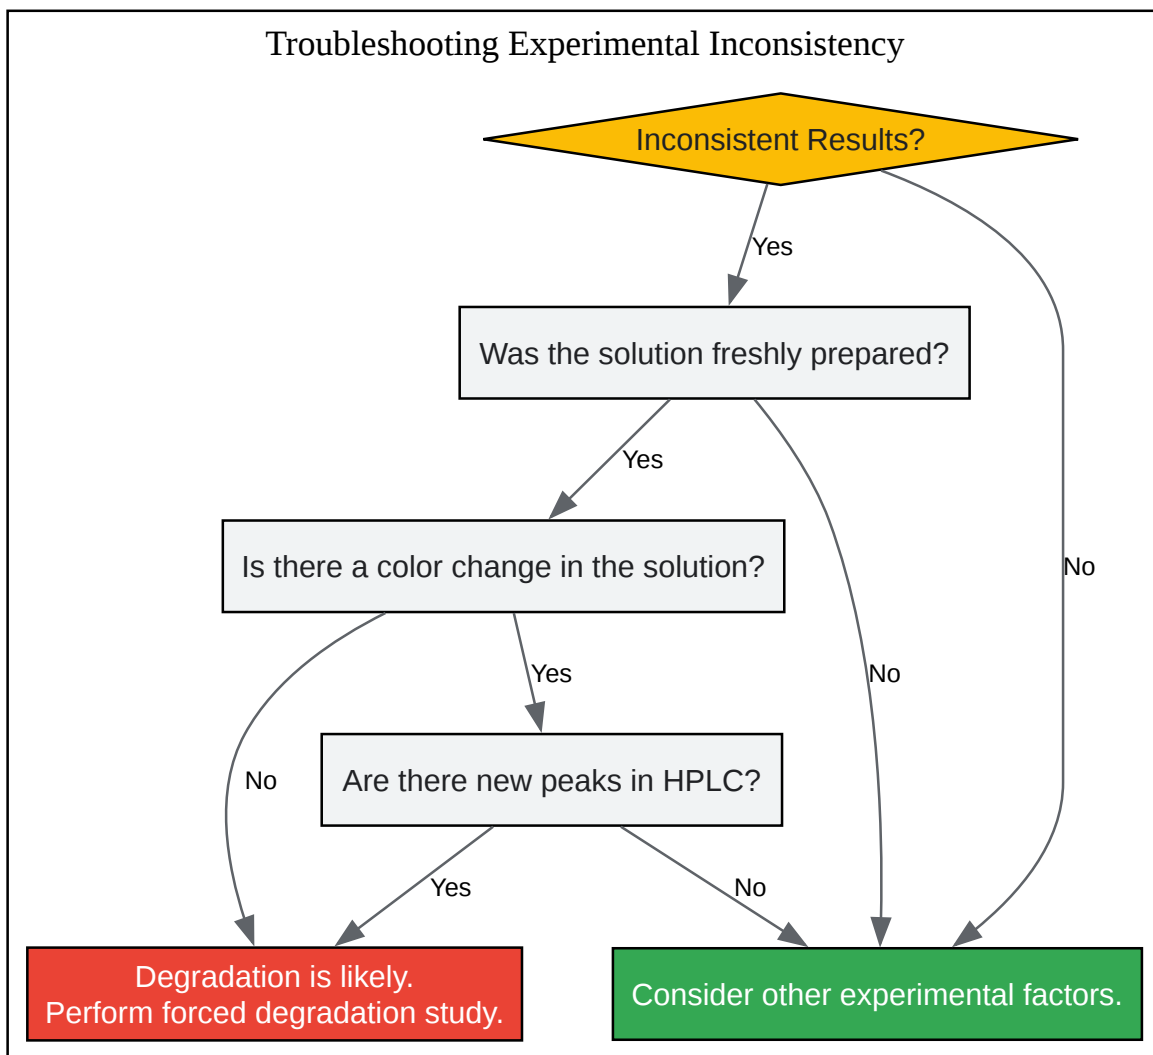 Troubleshooting Experimental Inconsistency
Inconsistent Results?
Yes
Was the solution freshly prepared?
Yes
Is there a color change in the solution?
No
No
Yes
Are there new peaks in HPLC?
No
Yes
No
Degradation is likely.
Perform forced degradation study.
Consider other experimental factors.